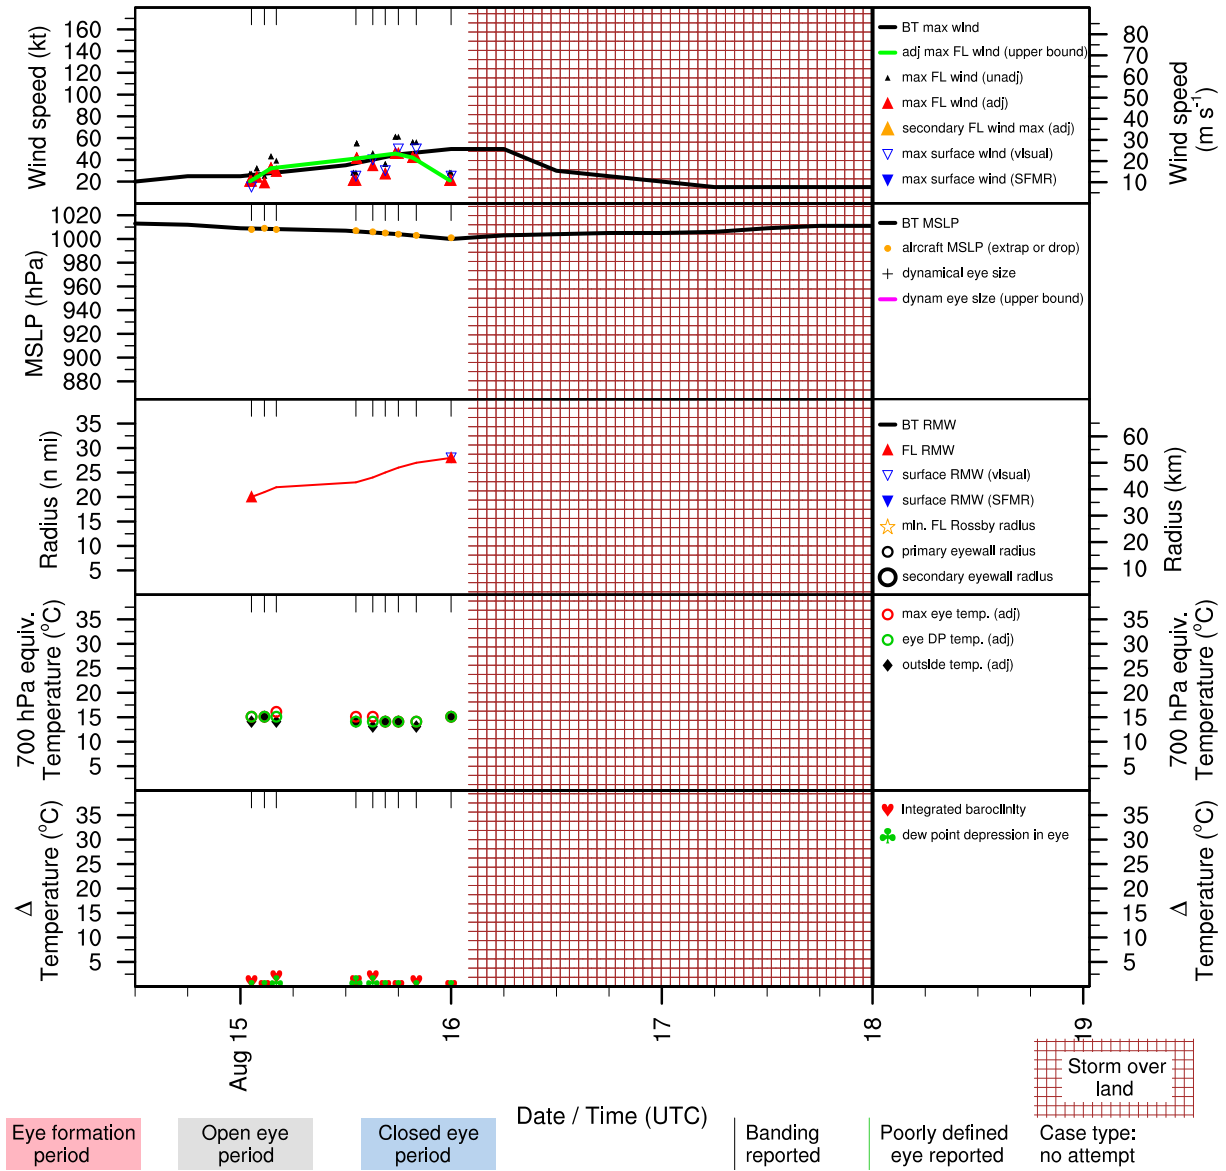 Wind speed (kt)
160
140
120
100
80
60
40
20
BT max wind
adj max FL wind (upper bound)
max FL wind (unadj)
max FL wind (adj)
secondary FL wind max (adj)
max surface wind (visual)
max surface wind (SFMR)
80
70
60
50
40
30
20
10
Wind speed
(m s-1)
MSLP (hPa)
1020
1000
980
960
940
920
900
880
BT MSLP
aircraft MSLP (extrap or drop)
dynamical eye size
dynam eye size (upper bound)
Radius (n mi)
35
30
25
20
15
10
5
BT RMW
FL RMW
surface RMW (visual)
surface RMW (SFMR)
min. FL Rossby radius
primary eyewall radius
secondary eyewall radius
60
50
40
30
20
10
Radius (km)
700 hPa equiv.
Temperature (°C)
35
30
25
20
15
10
5
max eye temp. (adj)
eye DP temp. (adj)
outside temp. (adj)
35
30
25
20
15
10
5
700 hPa equiv.
Temperature (°C)
Δ
Temperature (°C)
35
30
25
20
15
10
5
Integrated baroclinity
dew point depression in eye
35
30
25
20
15
10
5
Δ
Temperature (°C)
Aug 15
16
17
18
19
Date / Time (UTC)
Storm over
land
Eye formation
period
Open eye
period
Closed eye
period
Banding
reported
Poorly defined
eye reported
Case type:
no attempt